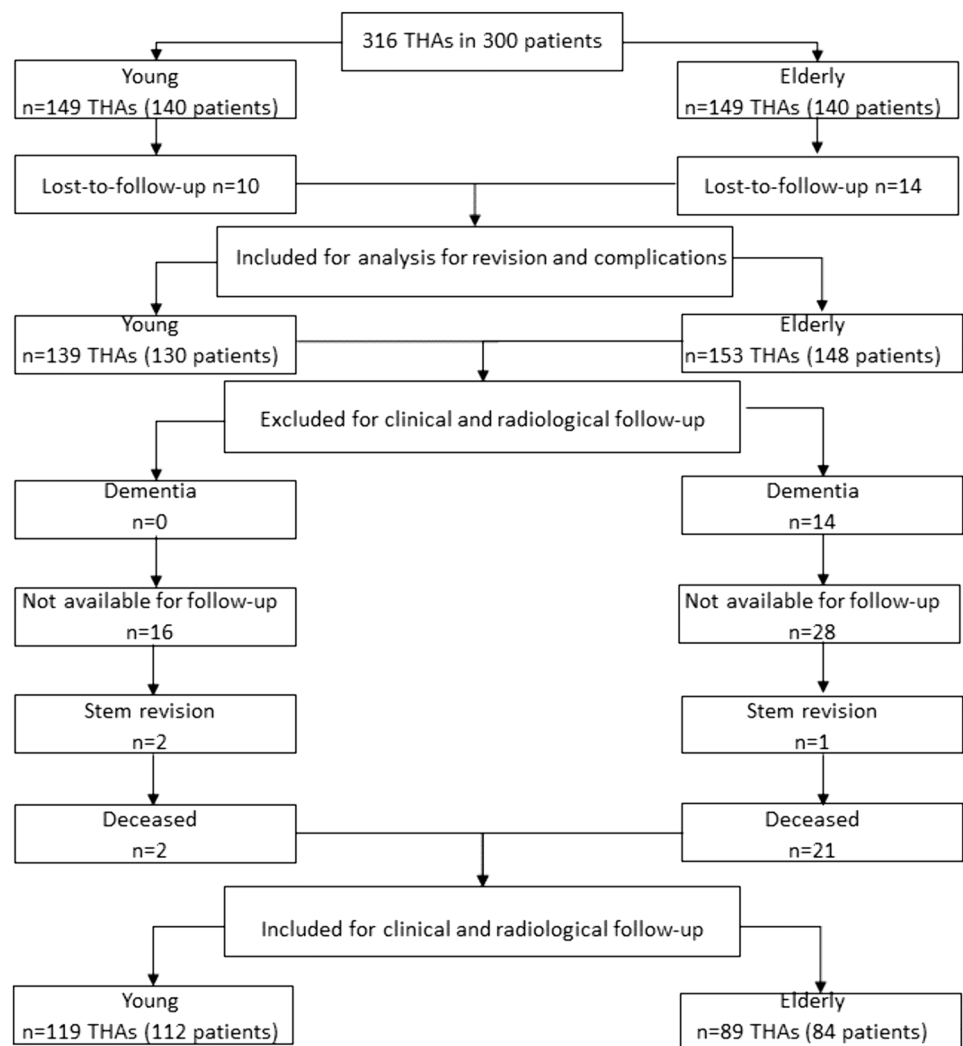 316 THAs in 300 patients
Young
n=149 THAs (140 patients)
Elderly
n=149 THAs (140 patients)
Lost-to-follow-up n=10
Lost-to-follow-up n=14
Included for analysis for revision and complications
Young
n=139 THAs (130 patients)
Elderly
n=153 THAs (148 patients)
Excluded for clinical and radiological follow-up
Dementia
n=0
Dementia
n=14
Not available for follow-up
n=16
Not available for follow-up
n=28
Stem revision
n=2
Stem revision
n=1
Deceased
n=2
Deceased
n=21
Included for clinical and radiological follow-up
Young
n=119 THAs (112 patients)
Elderly
n=89 THAs (84 patients)